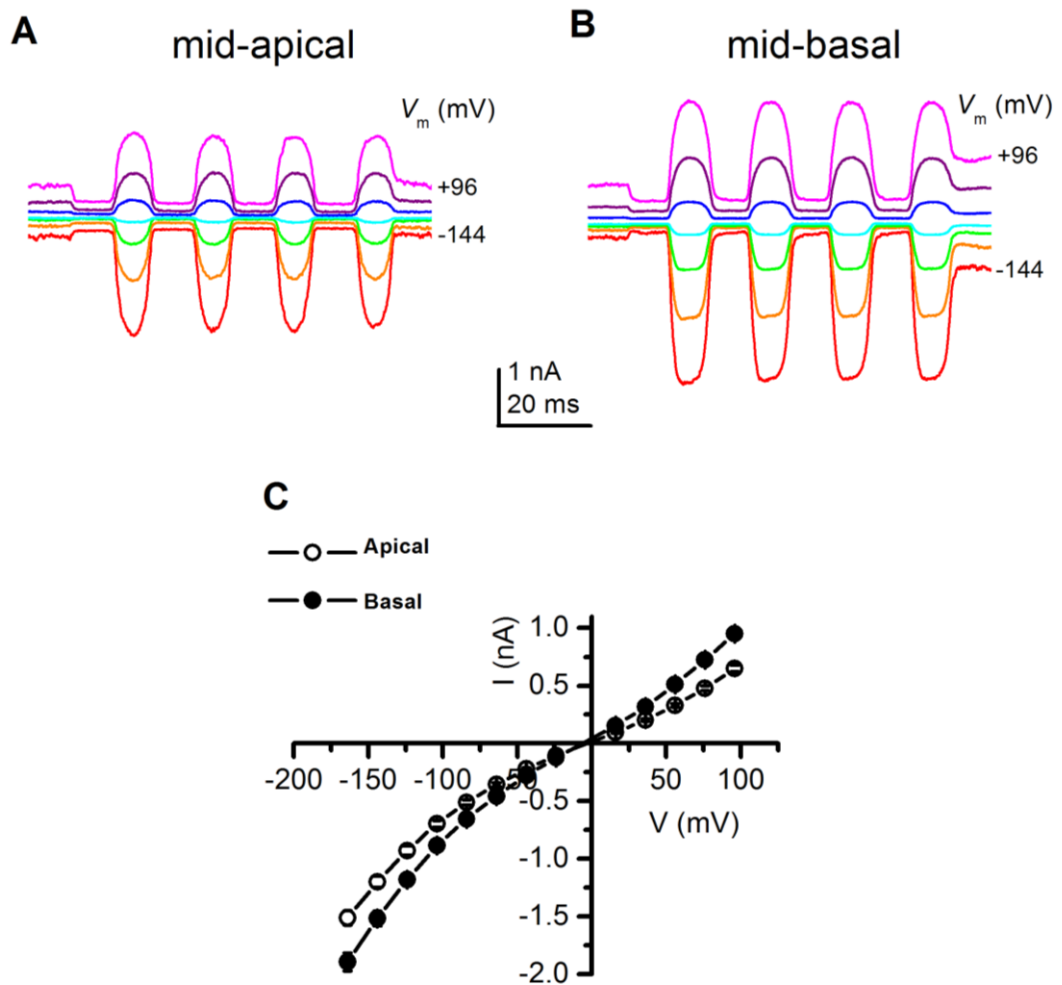 A
mid-apical
B
mid-basal
Vm (mV)
+96
-144
Vm (mV)
+96
-144
1 nA
20 ms
C
Apical
Basal
I (nA)
1.0
0.5
-200
-150
-100
-50
50
100
-0.5
V (mV)
-1.0
-1.5
-2.0